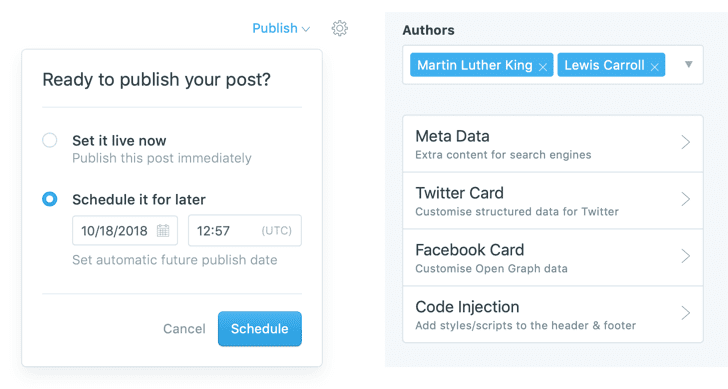 Publish
Ready to publish your post?
Set it live now
Publish this post immediately
Schedule it for later
10/18/2018
12:57 (UTC)
Set automatic future publish date
Cancel Schedule
Authors
Martin Luther King × Lewis Carroll ×
Meta Data
Extra content for search engines
Twitter Card
Customise structured data for Twitter
Facebook Card
Customise Open Graph data
Code Injection
Add styles/scripts to the header & footer